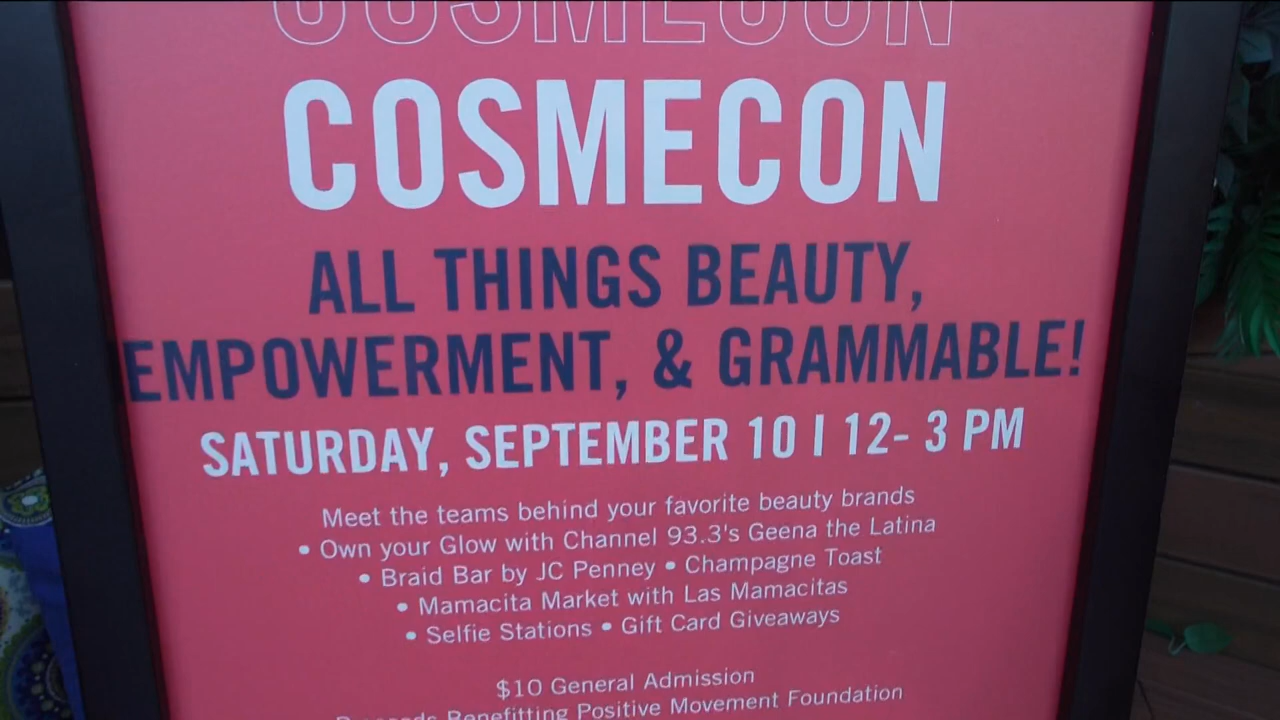 COSMECON
COSMECON
ALL THINGS BEAUTY,
EMPOWERMENT, & GRAMMABLE!
SATURDAY, SEPTEMBER 10 | 12- 3 PM
Meet the teams behind your favorite beauty brands
• Own your Glow with Channel 93.3's Geena the Latina
• Braid Bar by JC Penney • Champagne Toast
• Mamacita Market with Las Mamacitas
• Selfie Stations • Gift Card Giveaways
$10 General Admission
Benefitting Positive Movement Foundation